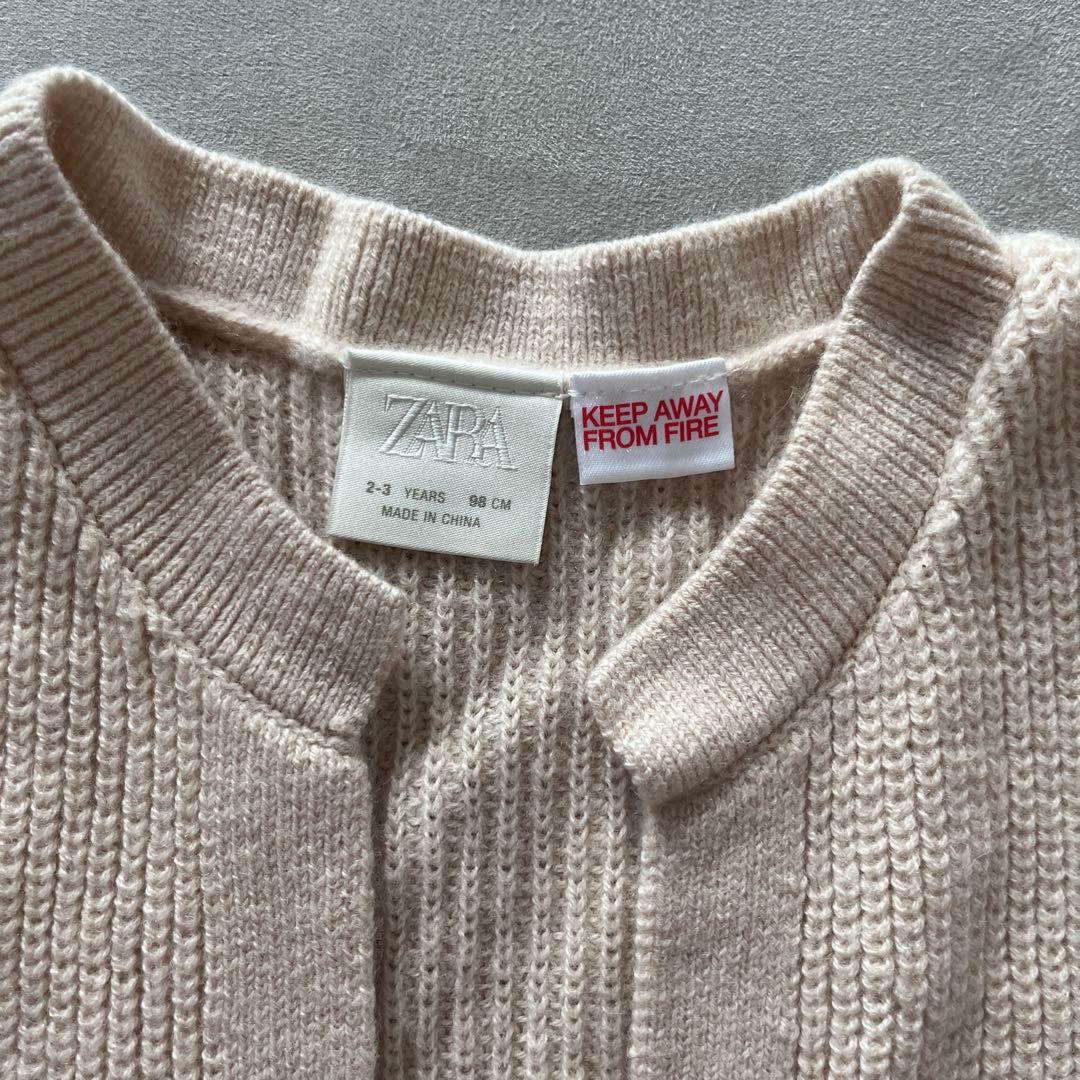 ZARA
2-3 YEARS 98 CM
MADE IN CHINA
KEEP AWAY
FROM FIRE